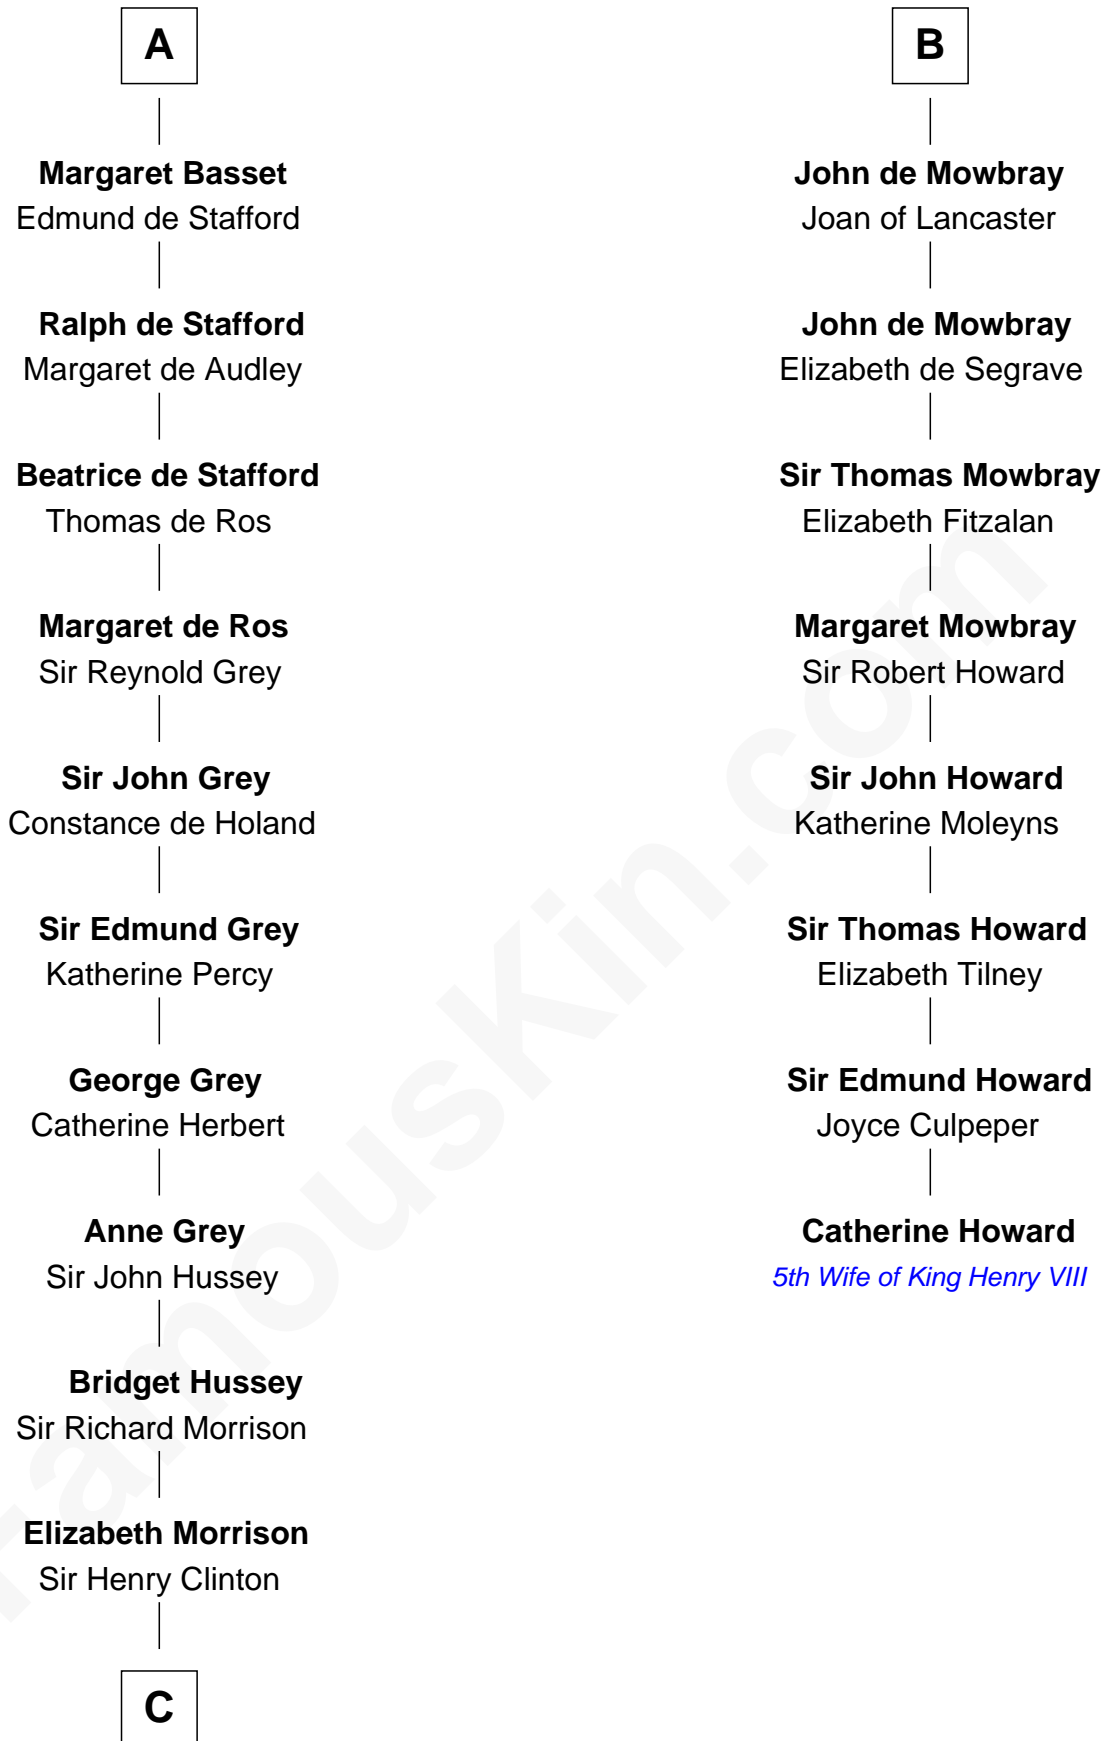 A
Margaret Basset
Edmund de Stafford
Ralph de Stafford
Margaret de Audley
Beatrice de Stafford
Thomas de Ros
Margaret de Ros
Sir Reynold Grey
Sir John Grey
Constance de Holand
Sir Edmund Grey
Katherine Percy
George Grey
Catherine Herbert
Anne Grey
Sir John Hussey
Bridget Hussey
Sir Richard Morrison
Elizabeth Morrison
Sir Henry Clinton
C
B
John de Mowbray
Joan of Lancaster
John de Mowbray
Elizabeth de Segrave
Sir Thomas Mowbray
Elizabeth Fitzalan
Margaret Mowbray
Sir Robert Howard
Sir John Howard
Katherine Moleyns
Sir Thomas Howard
Elizabeth Tilney
Sir Edmund Howard
Joyce Culpeper
Catherine Howard
5th Wife of King Henry VIII
FamousKin.com